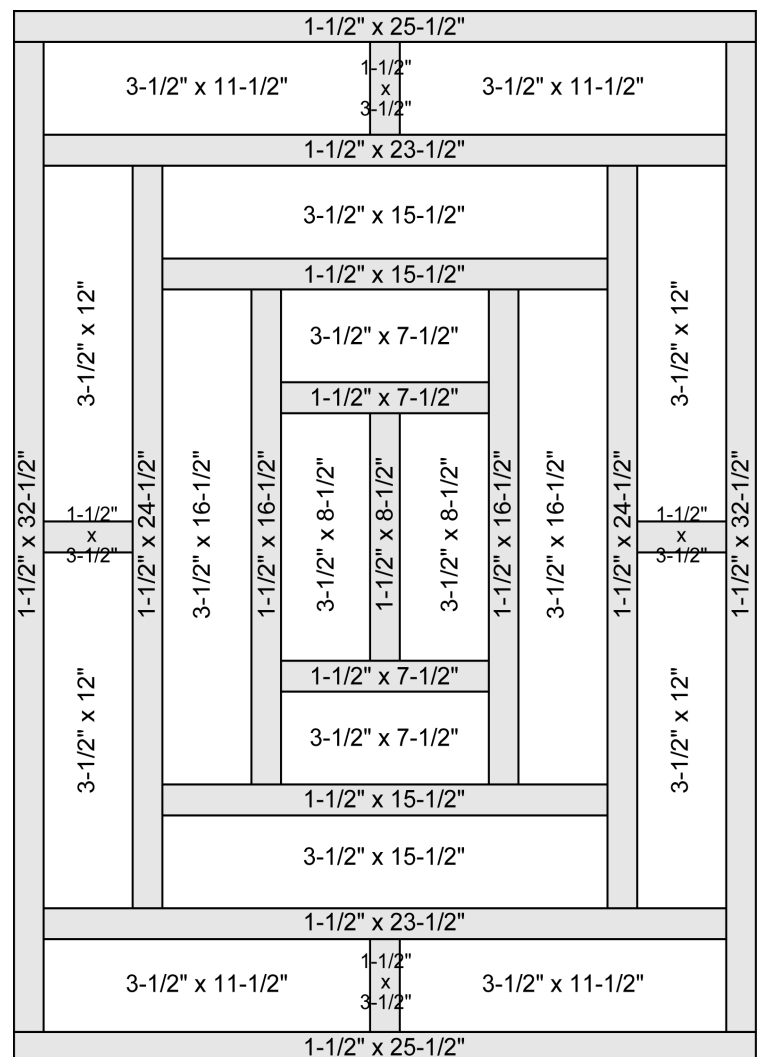 1-1/2" x 25-1/2"
3-1/2" x 11-1/2"
1-1/2"
x
3-1/2"
3-1/2" x 11-1/2"
1-1/2" x 23-1/2"
3-1/2" x 15-1/2"
1-1/2" x 15-1/2"
3-1/2" x 12"
3-1/2" x 7-1/2"
3-1/2" x 12"
1-1/2" x 7-1/2"
1-1/2" x 32-1/2"
1-1/2"
x
3-1/2"
1-1/2" x 24-1/2"
3-1/2" x 16-1/2"
1-1/2" x 16-1/2"
3-1/2" x 8-1/2"
1-1/2" x 8-1/2"
3-1/2" x 8-1/2"
1-1/2" x 16-1/2"
3-1/2" x 16-1/2"
1-1/2" x 24-1/2"
1-1/2"
x
3-1/2"
1-1/2" x 32-1/2"
1-1/2" x 7-1/2"
3-1/2" x 12"
3-1/2" x 7-1/2"
3-1/2" x 12"
1-1/2" x 15-1/2"
3-1/2" x 15-1/2"
1-1/2" x 23-1/2"
3-1/2" x 11-1/2"
1-1/2"
x
3-1/2"
3-1/2" x 11-1/2"
1-1/2" x 25-1/2"